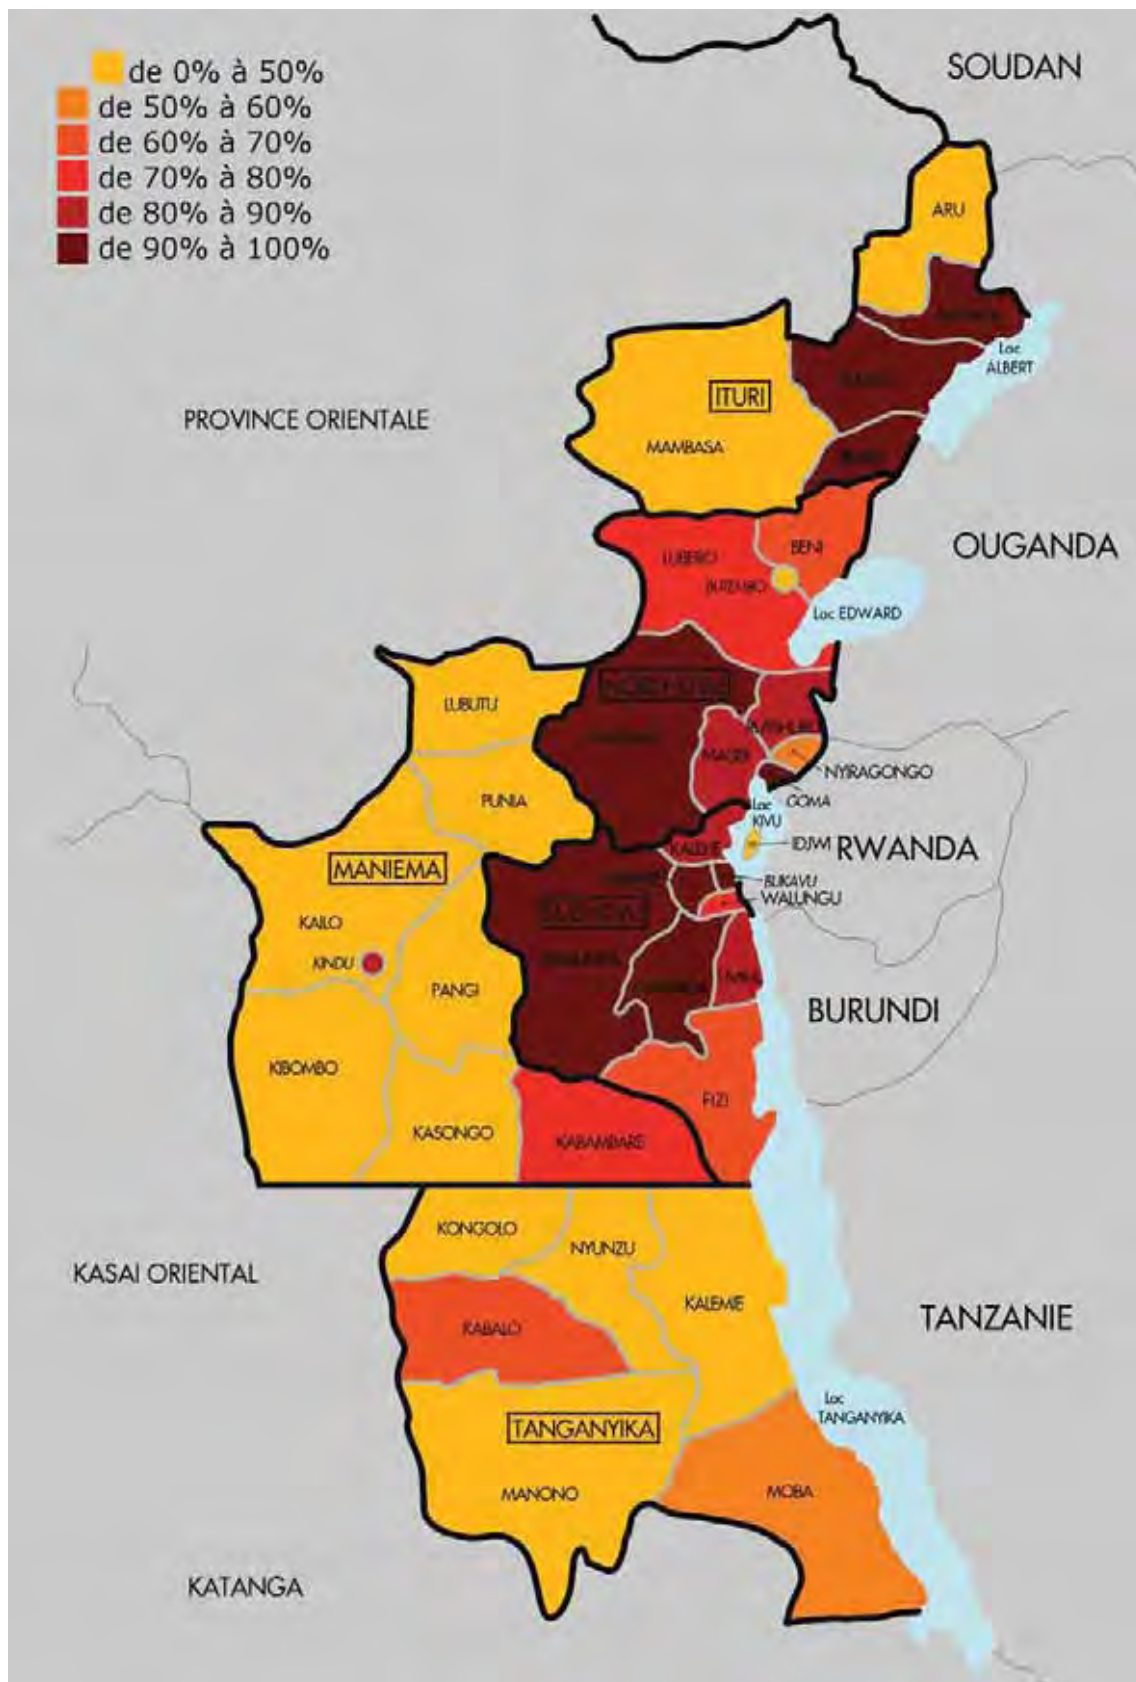 SOUDAN
de 0% à 50%
de 50% à 60%
de 60% à 70%
de 70% à 80%
de 80% à 90%
de 90% à 100%
ARU
Lac
ALBERT
ITURI
PROVINCE ORIENTALE
MAMBASA
OUGANDA
BENI
LUBERO
BUTEMBO
Lac EDWARD
LUBUTU
MASISI
NYIRAGONGO
PUNIA
GOMA
Lac
KIVU
IDJWI
RWANDA
KALEHE
MANIEMA
BUKAVU
WALUNGU
KAILO
KINDU
PANGI
BURUNDI
KIBOMBO
FIZI
KASONGO
KABAMBARE
KONGOLO
NYUNZU
KASAI ORIENTAL
KALEMIE
TANZANIE
KABALO
Lac
TANGANYIKA
TANGANYIKA
MANONO
MOBA
KATANGA